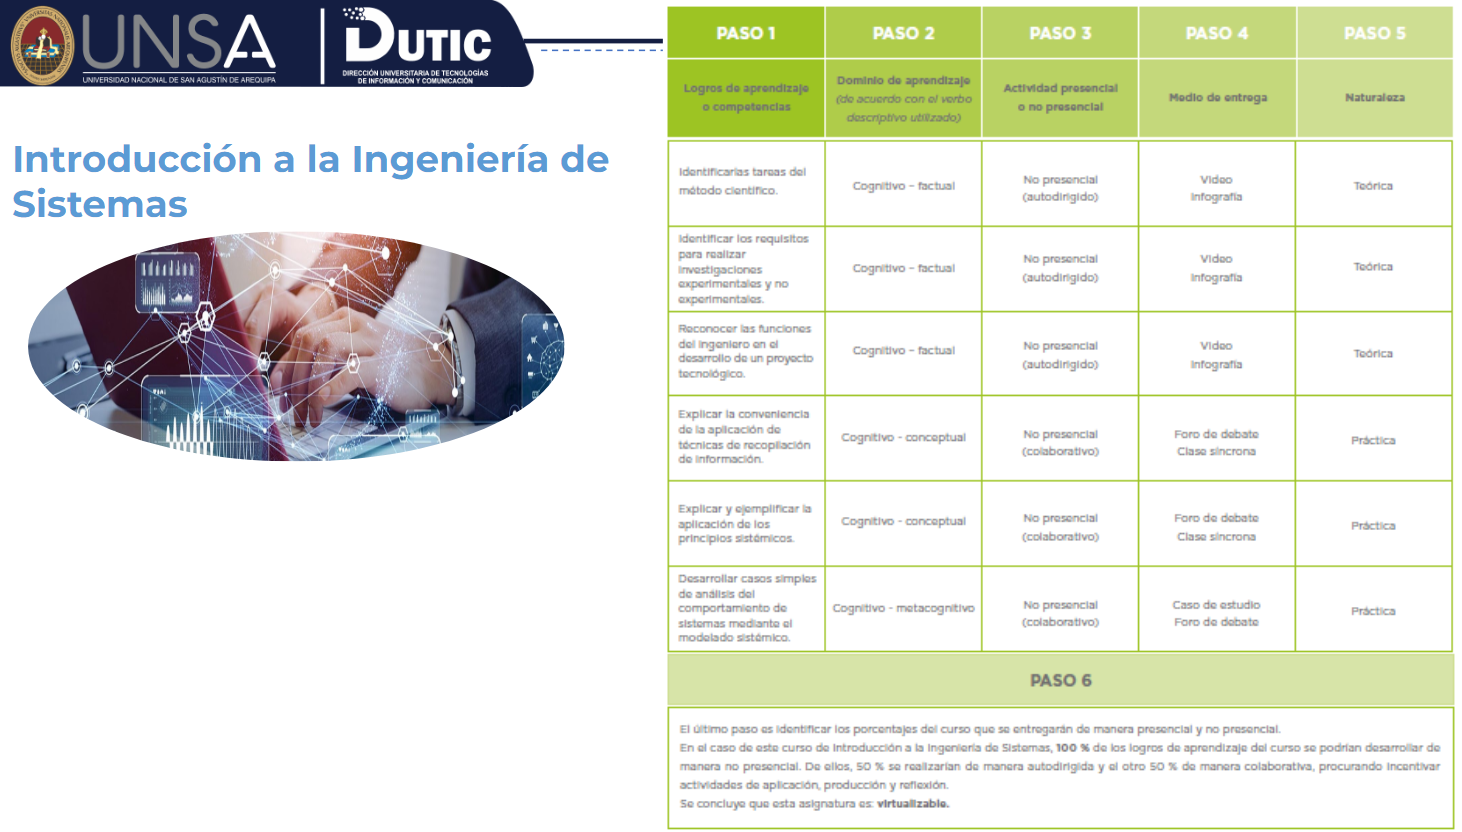 UNSA
UNIVERSIDAD NACIONAL DE SAN AGUSTÍN DE AREQUIPA
DUTIC
DIRECCIÓN UNIVERSITARIA DE TECNOLOGÍAS
DE INFORMACIÓN Y COMUNICACIÓN
Introducción a la Ingeniería de
Sistemas
PASO 1
PASO 2
PASO 3
PASO 4
PASO 5
Logros de aprendizaje
o competencias
Dominio de aprendizaje
(de acuerdo con el verbo
descriptivo utilizado)
Actividad presencial
o no presencial
Medio de entrega
Naturaleza
Identificarlas tareas del
método científico.
Cognitivo – factual
No presencial
(autodirigido)
Video
Infografía
Teórica
Identificar los requisitos
para realizar
investigaciones
experimentales y no
experimentales.
Cognitivo – factual
No presencial
(autodirigido)
Video
Infografía
Teórica
Reconocer las funciones
del ingeniero en el
desarrollo de un proyecto
tecnológico.
Cognitivo – factual
No presencial
(autodirigido)
Video
Infografía
Teórica
Explicar la conveniencia
de la aplicación de
técnicas de recopilación
de información.
Cognitivo - conceptual
No presencial
(colaborativo)
Foro de debate
Clase síncrona
Práctica
Explicar y ejemplificar la
aplicación de los
principios sistémicos.
Cognitivo - conceptual
No presencial
(colaborativo)
Foro de debate
Clase síncrona
Práctica
Desarrollar casos simples
de análisis del
comportamiento de
sistemas mediante el
modelado sistémico.
Cognitivo - metacognitivo
No presencial
(colaborativo)
Caso de estudio
Foro de debate
Práctica
PASO 6
El último paso es identificar los porcentajes del curso que se entregarán de manera presencial y no presencial.
En el caso de este curso de Introducción a la Ingeniería de Sistemas, 100 % de los logros de aprendizaje del curso se podrían desarrollar de
manera no presencial. De ellos, 50 % se realizarían de manera autodirigida y el otro 50 % de manera colaborativa, procurando incentivar
actividades de aplicación, producción y reflexión.
Se concluye que esta asignatura es: virtualizable.